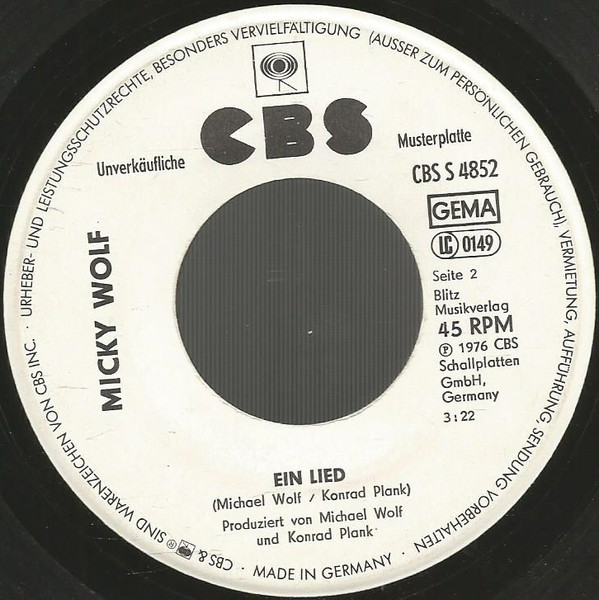 URHEBER- UND LEISTUNGSSCHUTZRECHTE, BESONDERS VERVIELFÄLTIGUNG (AUSSER ZUM PERSÖNLICHEN GEBRAUCH), VERMIETUNG, AUFFÜHRUNG, SENDUNG VORBEHALTEN · MADE IN GERMANY · CBS & ® SIND WARENZEICHEN VON CBS INC. ·
CBS
Unverkäufliche
Musterplatte
CBS S 4852
GEMA
LC 0149
Seite 2
Blitz
Musikverlag
45 RPM
℗ 1976 CBS
Schallplatten
GmbH,
Germany
3:22
MICKY WOLF
EIN LIED
(Michael Wolf / Konrad Plank)
Produziert von Michael Wolf
und Konrad Plank